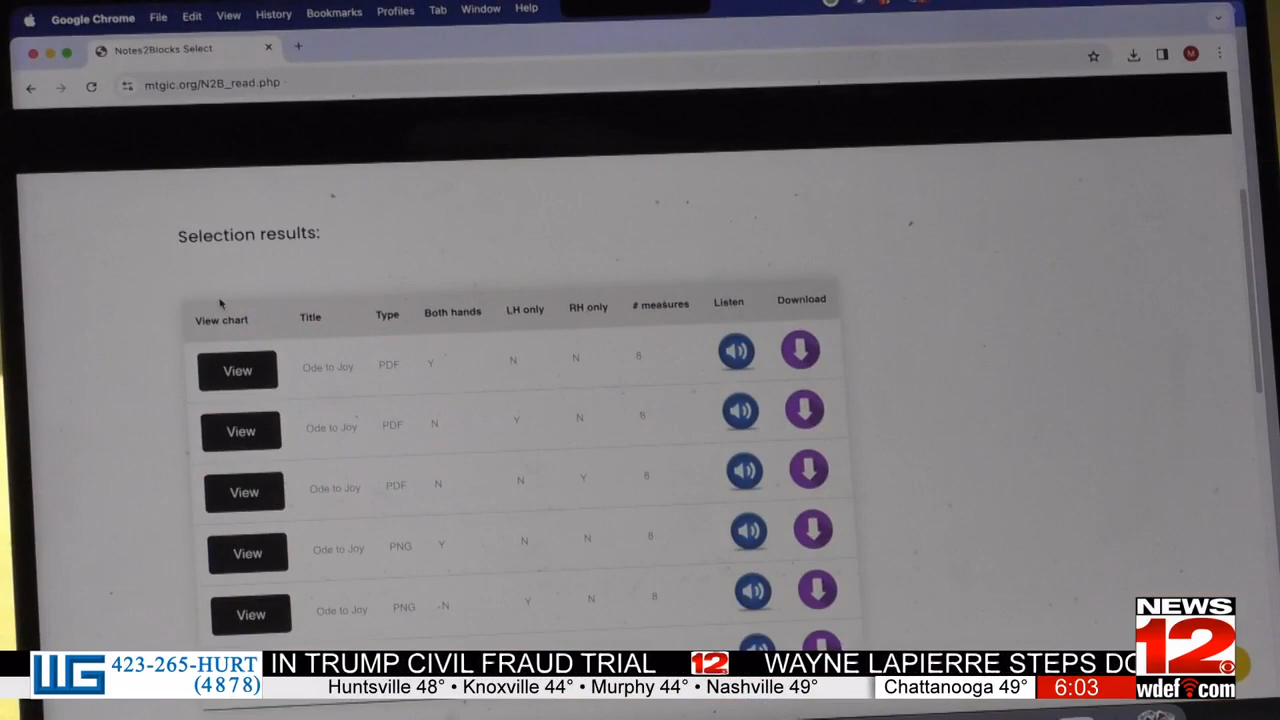 Google Chrome File Edit View History Bookmarks Profiles Tab Window Help
Notes2Blocks Select
mtgic.org/N2B_read.php
M
Selection results:
View chart Title Type Both hands LH only RH only # measures Listen Download
View Ode to Joy PDF Y N N 8
View Ode to Joy PDF N Y N 8
View Ode to Joy PDF N N Y 8
View Ode to Joy PNG Y N N 8
View Ode to Joy PNG N Y N 8
NEWS
12
wdef.com
WG 423-265-HURT
(4878)
IN TRUMP CIVIL FRAUD TRIAL 12 WAYNE LAPIERRE STEPS DO
Huntsville 48° • Knoxville 44° • Murphy 44° • Nashville 49° Chattanooga 49° 6:03